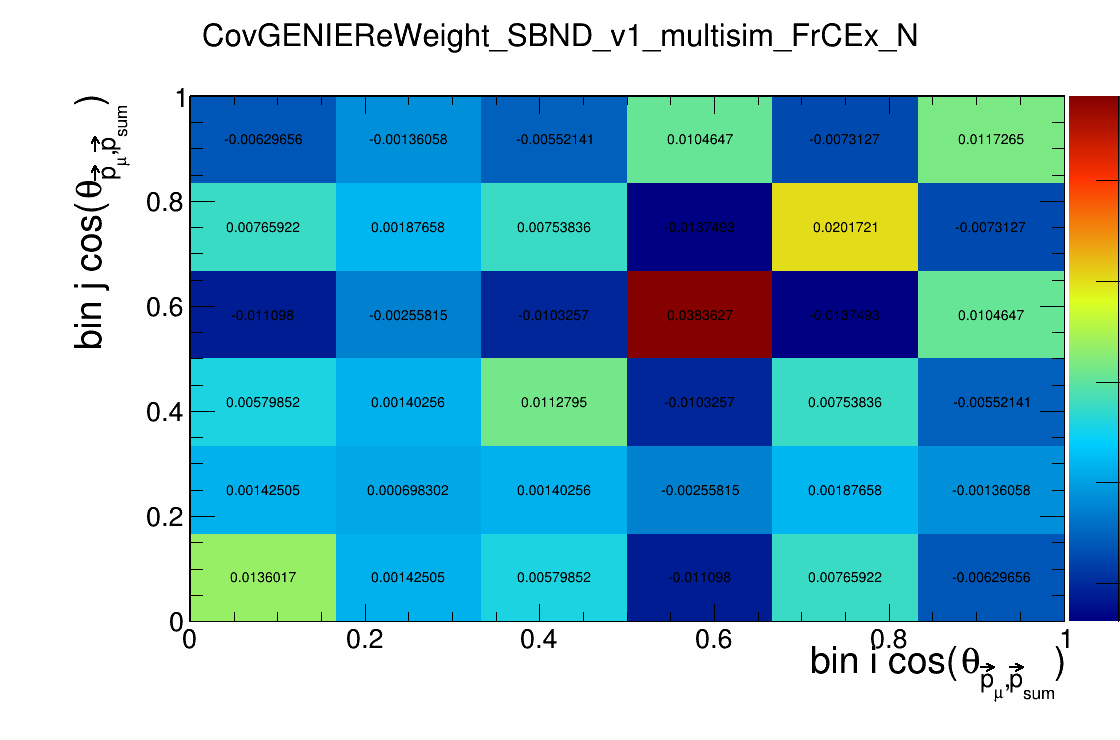 CovGENIEReWeight_SBND_v1_multisim_FrCEx_N
bin j cos(θ p⃗μ,p⃗sum)
1
-0.00629656 -0.00136058 -0.00552141 0.0104647 -0.0073127 0.0117265
0.8
0.00765922 0.00187658 0.00753836 -0.0137493 0.0201721 -0.0073127
0.6
-0.011098 -0.00255815 -0.0103257 0.0383627 -0.0137493 0.0104647
0.4
0.00579852 0.00140256 0.0112795 -0.0103257 0.00753836 -0.00552141
0.00142505 0.000698302 0.00140256 -0.00255815 0.00187658 -0.00136058
0.2
0.0136017 0.00142505 0.00579852 -0.011098 0.00765922 -0.00629656
0
0 0.2 0.4 0.6 0.8 1
bin i cos(θ p⃗μ,p⃗sum)